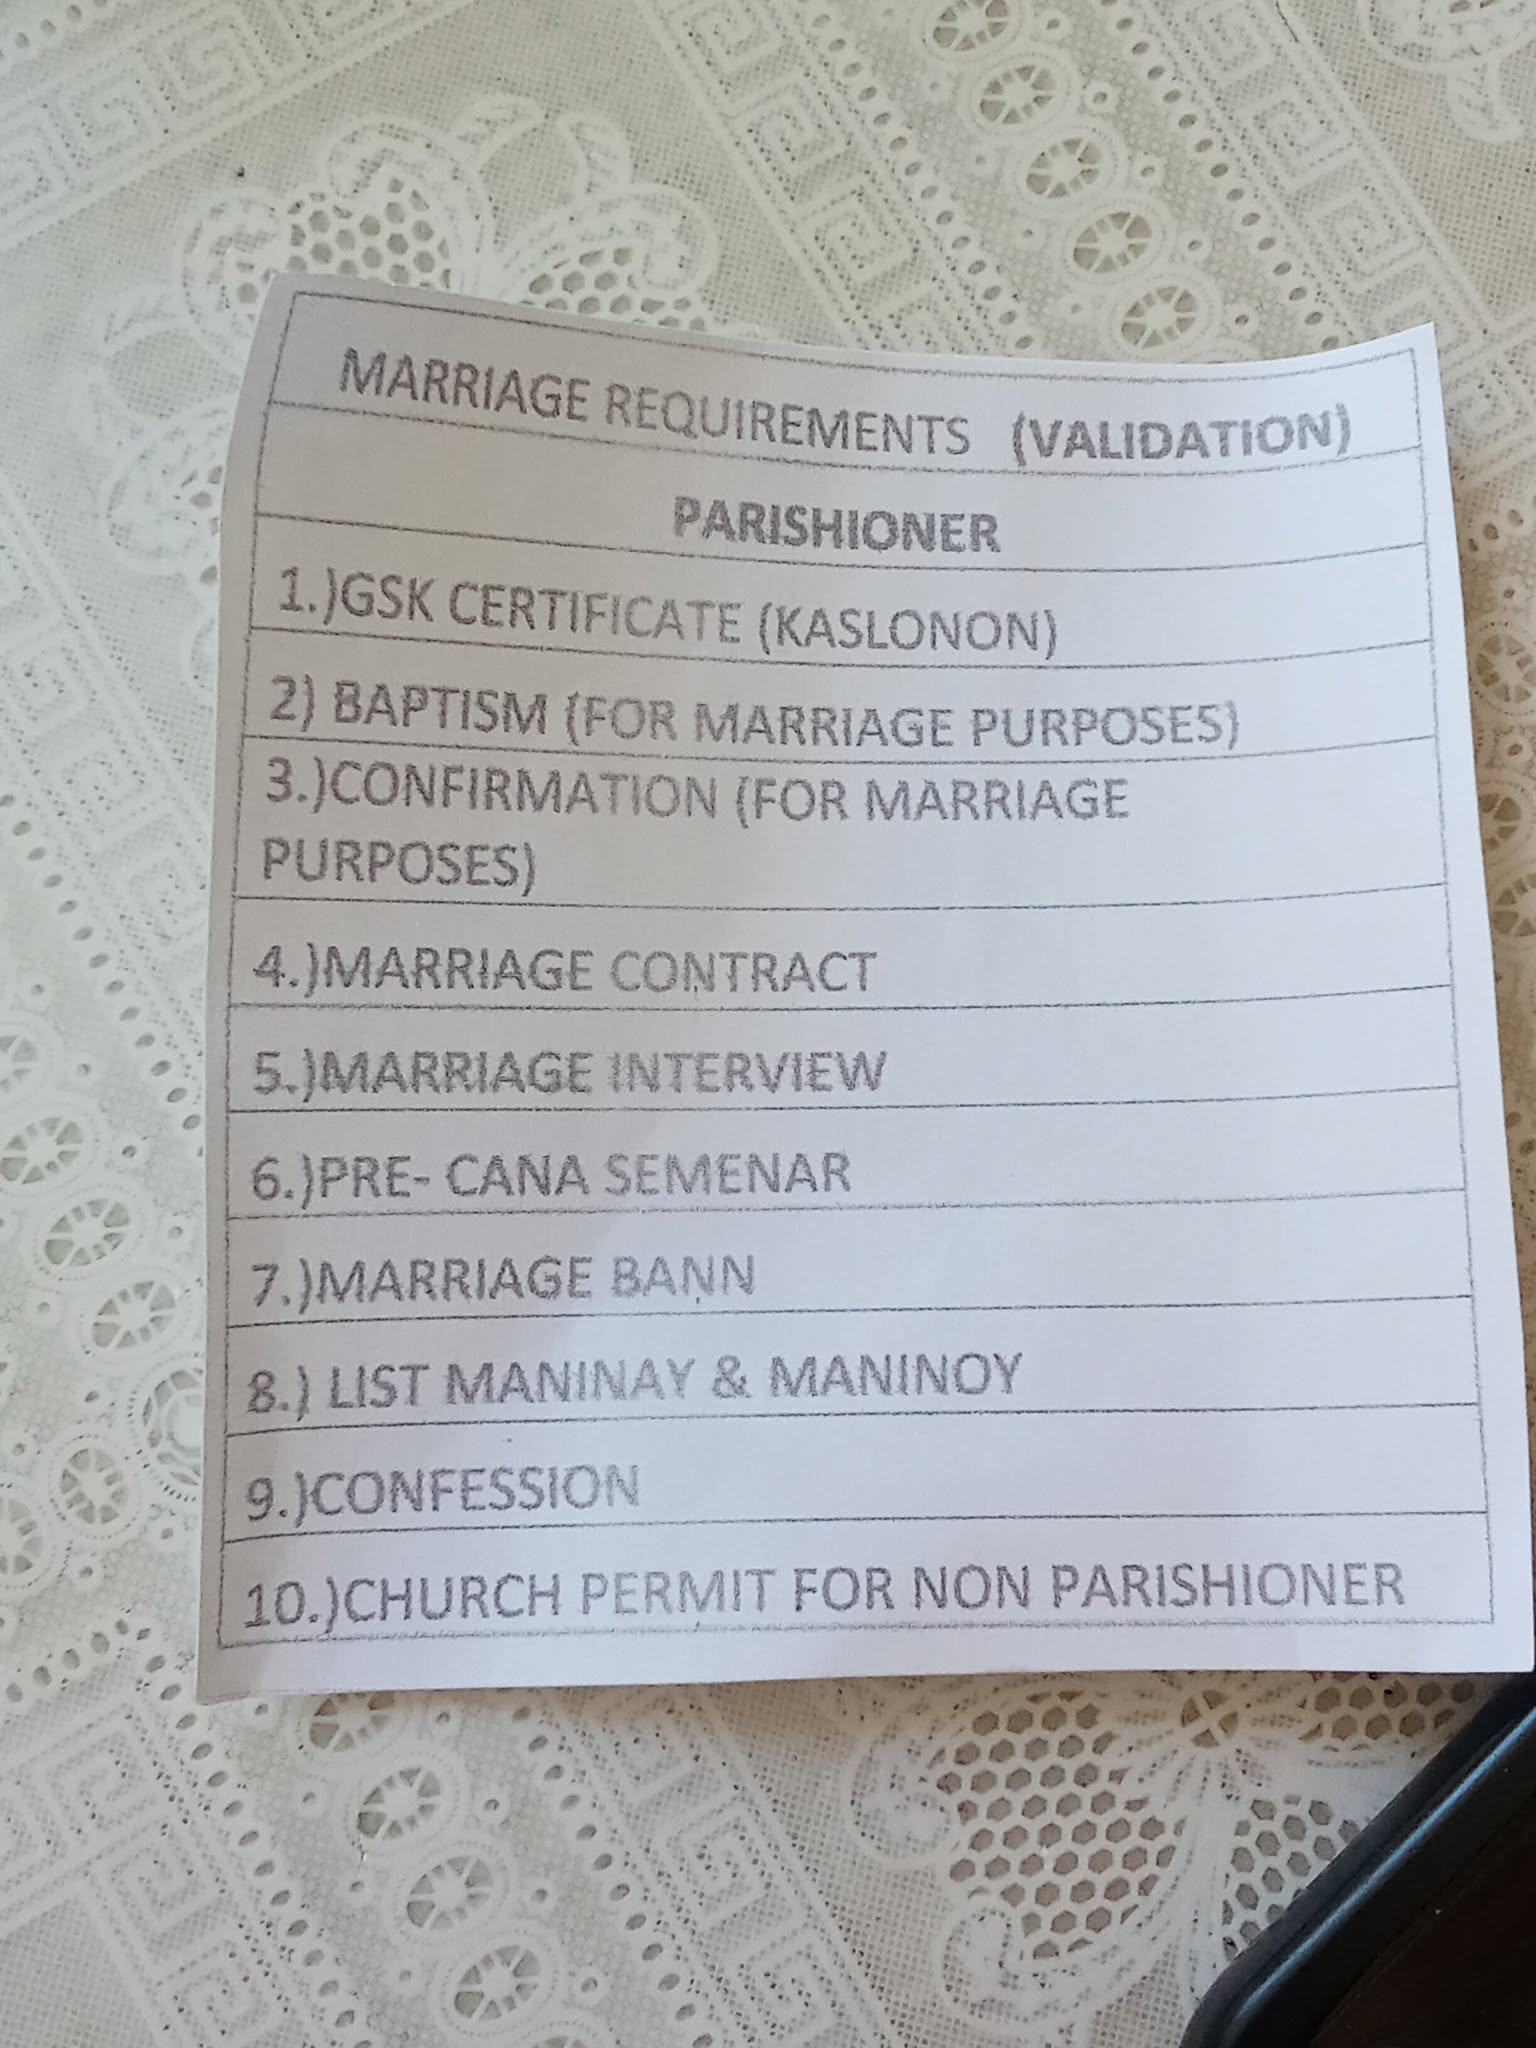 MARRIAGE REQUIREMENTS (VALIDATION)
PARISHIONER
1.)GSK CERTIFICATE (KASLONON)
2) BAPTISM (FOR MARRIAGE PURPOSES)
3.)CONFIRMATION (FOR MARRIAGE
PURPOSES)
4.)MARRIAGE CONTRACT
5.)MARRIAGE INTERVIEW
6.)PRE- CANA SEMENAR
7.)MARRIAGE BANN
8.) LIST MANINAY & MANINOY
9.)CONFESSION
10.)CHURCH PERMIT FOR NON PARISHIONER